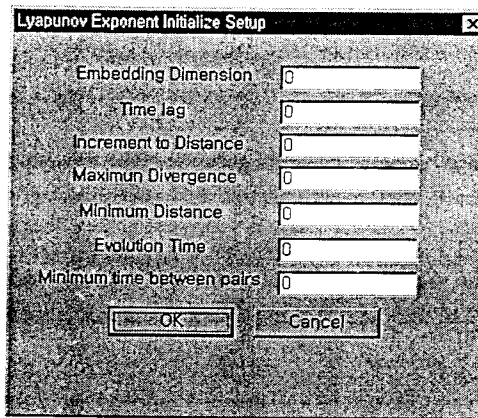 Lyapunov Exponent Initialize Setup
Embedding Dimension 0
Time lag 0
Increment to Distance 0
Maximun Divergence 0
Minimum Distance 0
Evolution Time 0
Minimum time between pairs 0
OK Cancel